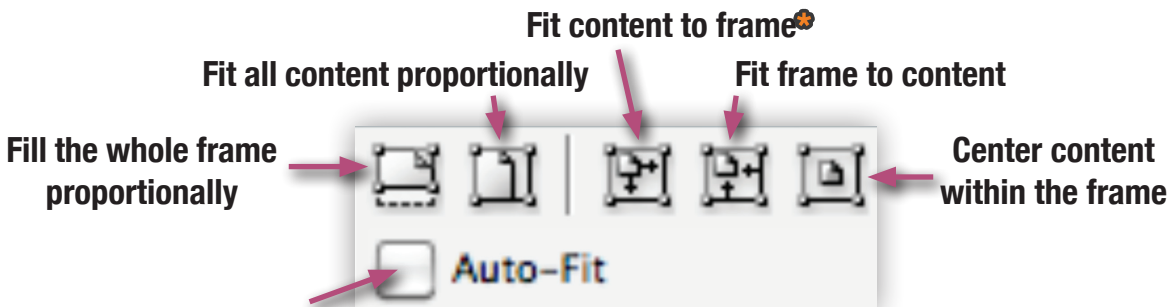 Fit content to frame*
Fit all content proportionally
Fit frame to content
Fill the whole frame
proportionally
Center content
within the frame
Auto-Fit